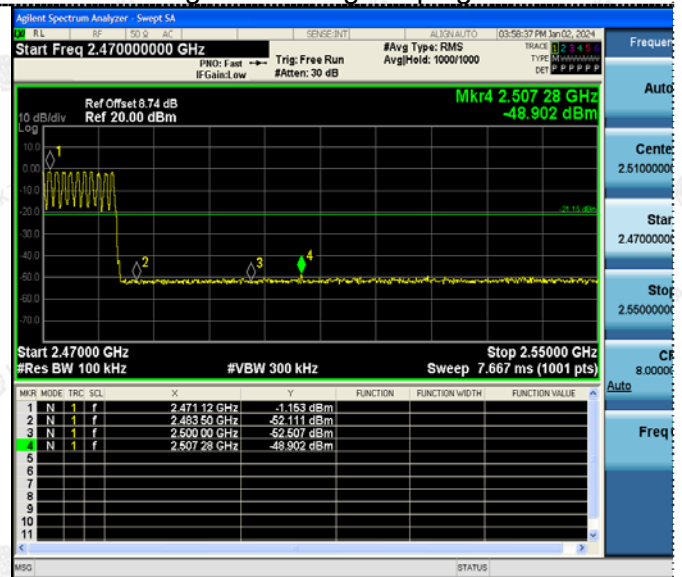 Agilent Spectrum Analyzer - Swept SA
RL RF 50 Ω AC SENSE:INT ALIGNAUTO 03:58:37 PM Jan 02, 2024
Start Freq 2.470000000 GHz
PNO: Fast
IFGain:Low
Trig: Free Run
#Atten: 30 dB
#Avg Type: RMS
Avg|Hold: 1000/1000
TRACE 1 2 3 4 5 6
TYPE M
DET P P P P P P
Mkr4 2.507 28 GHz
-48.902 dBm
Ref Offset 8.74 dB
Ref 20.00 dBm
10 dB/div
Log
10.0
0.00
-10.0
-20.0
-30.0
-40.0
-50.0
-60.0
-70.0
1
2
3
4
-21.15 dBm
Start 2.47000 GHz
#Res BW 100 kHz
#VBW 300 kHz
Stop 2.55000 GHz
Sweep 7.667 ms (1001 pts)
MKR MODE TRC SCL X Y FUNCTION FUNCTION WIDTH FUNCTION VALUE
1 N 1 f 2.471 12 GHz -1.153 dBm
2 N 1 f 2.483 50 GHz -52.111 dBm
3 N 1 f 2.500 00 GHz -52.507 dBm
4 N 1 f 2.507 28 GHz -48.902 dBm
5
6
7
8
9
10
11
MSG STATUS
Frequen
Auto
Cente
2.51000000
Star
2.47000000
Stop
2.55000000
CF
8.00000
Auto
Freq